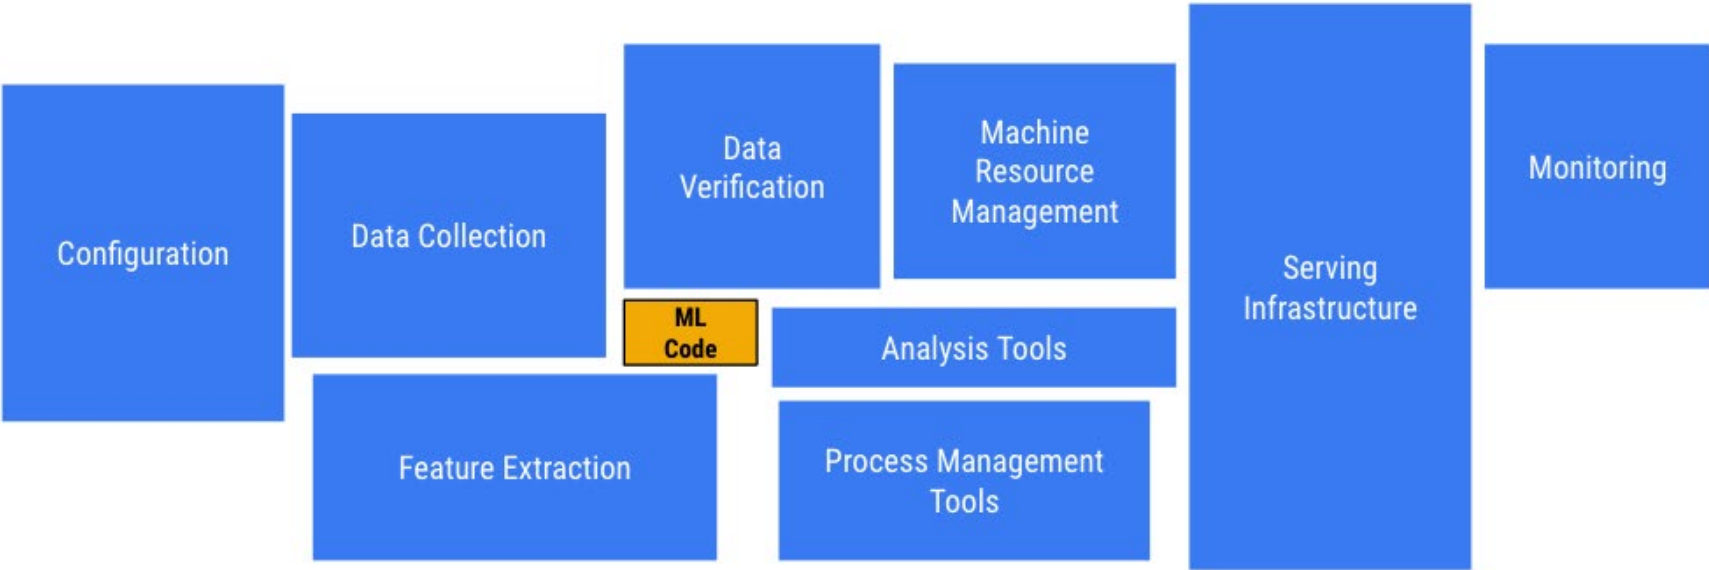 Configuration
Data Collection
Data
Verification
Machine
Resource
Management
Serving
Infrastructure
Monitoring
ML
Code
Analysis Tools
Feature Extraction
Process Management
Tools